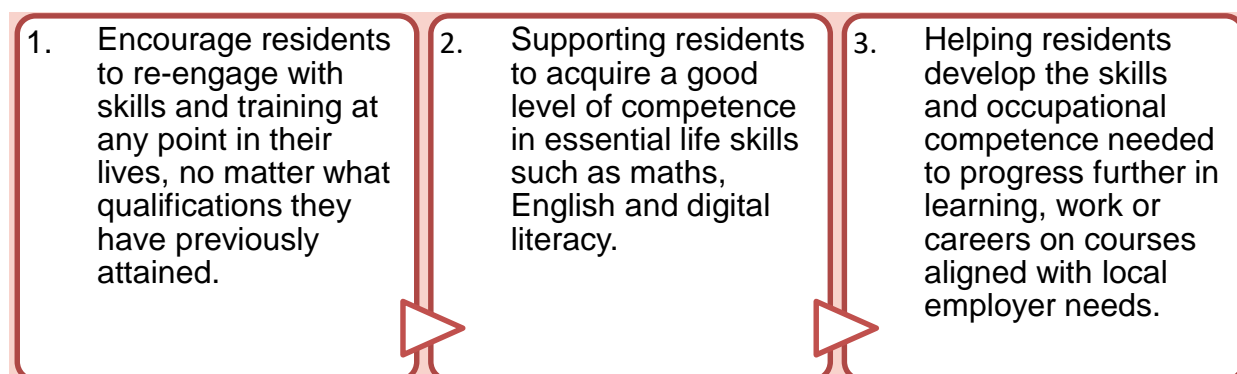 1. Encourage residents
to re-engage with
skills and training at
any point in their
lives, no matter what
qualifications they
have previously
attained.
2. Supporting residents
to acquire a good
level of competence
in essential life skills
such as maths,
English and digital
literacy.
3. Helping residents
develop the skills
and occupational
competence needed
to progress further in
learning, work or
careers on courses
aligned with local
employer needs.